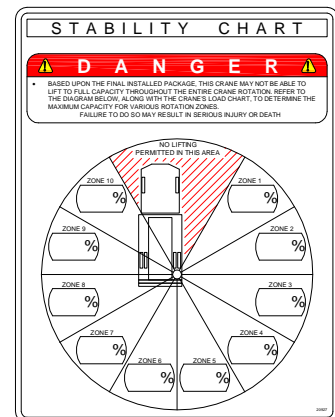 STABILITY CHART
DANGER
• BASED UPON THE FINAL INSTALLED PACKAGE, THIS CRANE MAY NOT BE ABLE TO
LIFT TO FULL CAPACITY THROUGHOUT THE ENTIRE CRANE ROTATION. REFER TO
THE DIAGRAM BELOW, ALONG WITH THE CRANE'S LOAD CHART, TO DETERMINE THE
MAXIMUM CAPACITY FOR VARIOUS ROTATION ZONES.
FAILURE TO DO SO MAY RESULT IN SERIOUS INJURY OR DEATH
NO LIFTING
PERMITTED IN THIS AREA
ZONE 10
%
ZONE 1
%
ZONE 9
%
ZONE 2
%
ZONE 8
%
ZONE 3
%
ZONE 7
%
ZONE 4
%
ZONE 6
%
ZONE 5
%